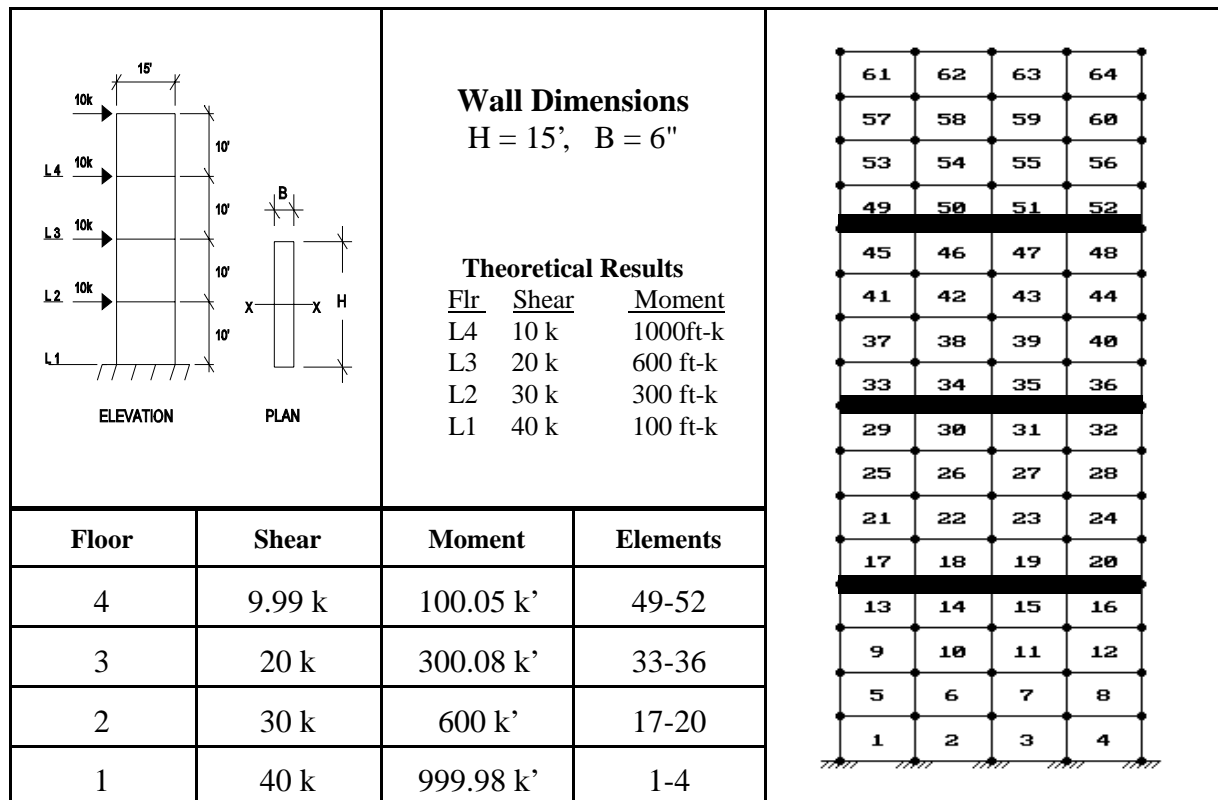 15'
10k
10'
L4 10k
10'
B
L3 10k
10'
L2 10k
X X H
10'
L1
ELEVATION PLAN
Wall Dimensions
H = 15', B = 6"
Theoretical Results
Flr Shear Moment
L4 10 k 1000ft-k
L3 20 k 600 ft-k
L2 30 k 300 ft-k
L1 40 k 100 ft-k
Floor Shear Moment Elements
4 9.99 k 100.05 k’ 49-52
3 20 k 300.08 k’ 33-36
2 30 k 600 k’ 17-20
1 40 k 999.98 k’ 1-4
61 62 63 64
57 58 59 60
53 54 55 56
49 50 51 52
45 46 47 48
41 42 43 44
37 38 39 40
33 34 35 36
29 30 31 32
25 26 27 28
21 22 23 24
17 18 19 20
13 14 15 16
9 10 11 12
5 6 7 8
1 2 3 4